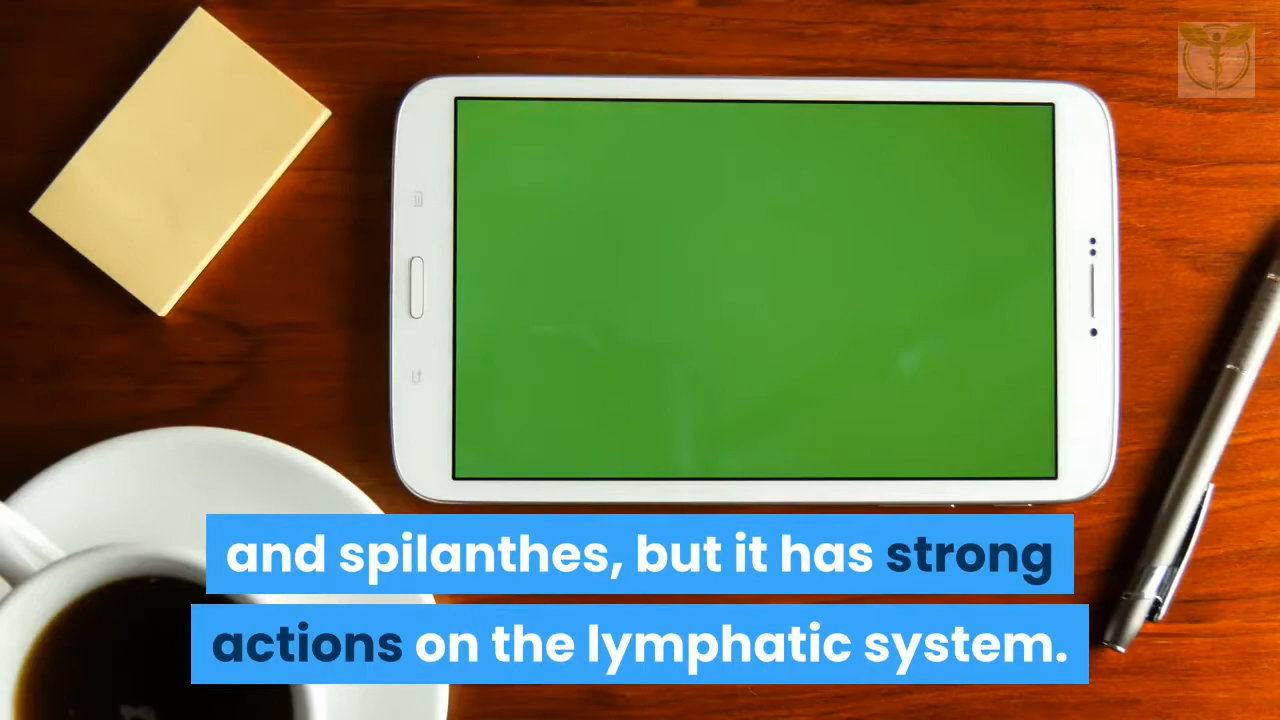 and spilanthes, but it has strong
actions on the lymphatic system.